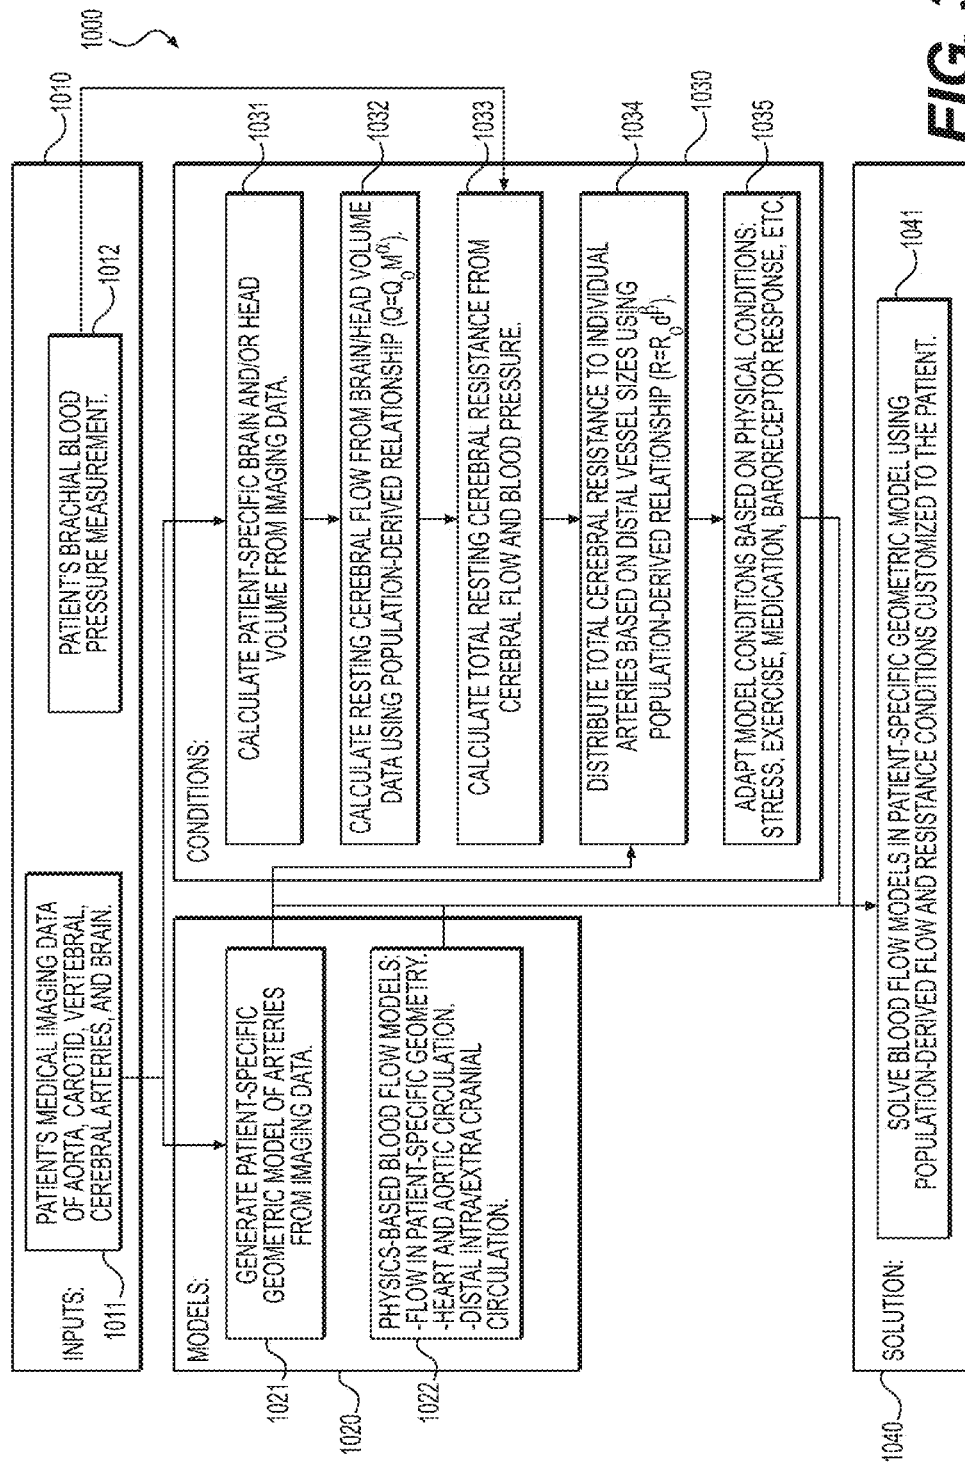 1000
1010
INPUTS:
PATIENT'S MEDICAL IMAGING DATA
OF AORTA, CAROTID, VERTEBRAL,
CEREBRAL ARTERIES, AND BRAIN.
1011
PATIENT'S BRACHIAL BLOOD
PRESSURE MEASUREMENT.
1012
MODELS:
GENERATE PATIENT-SPECIFIC
GEOMETRIC MODEL OF ARTERIES
FROM IMAGING DATA.
1021
PHYSICS-BASED BLOOD FLOW MODELS:
-FLOW IN PATIENT-SPECIFIC GEOMETRY.
-HEART AND AORTIC CIRCULATION,
-DISTAL INTRA/EXTRA CRANIAL
CIRCULATION.
1022
1020
CONDITIONS:
CALCULATE PATIENT-SPECIFIC BRAIN AND/OR HEAD
VOLUME FROM IMAGING DATA.
1031
CALCULATE RESTING CEREBRAL FLOW FROM BRAIN/HEAD VOLUME
DATA USING POPULATION-DERIVED RELATIONSHIP (Q=Q₀M^α).
1032
CALCULATE TOTAL RESTING CEREBRAL RESISTANCE FROM
CEREBRAL FLOW AND BLOOD PRESSURE.
1033
DISTRIBUTE TOTAL CEREBRAL RESISTANCE TO INDIVIDUAL
ARTERIES BASED ON DISTAL VESSEL SIZES USING
POPULATION-DERIVED RELATIONSHIP (R=R₀d^β).
1034
1030
ADAPT MODEL CONDITIONS BASED ON PHYSICAL CONDITIONS:
STRESS, EXERCISE, MEDICATION, BARORECEPTOR RESPONSE, ETC.
1035
SOLUTION:
SOLVE BLOOD FLOW MODELS IN PATIENT-SPECIFIC GEOMETRIC MODEL USING
POPULATION-DERIVED FLOW AND RESISTANCE CONDITIONS CUSTOMIZED TO THE PATIENT.
1041
1040
FIG.